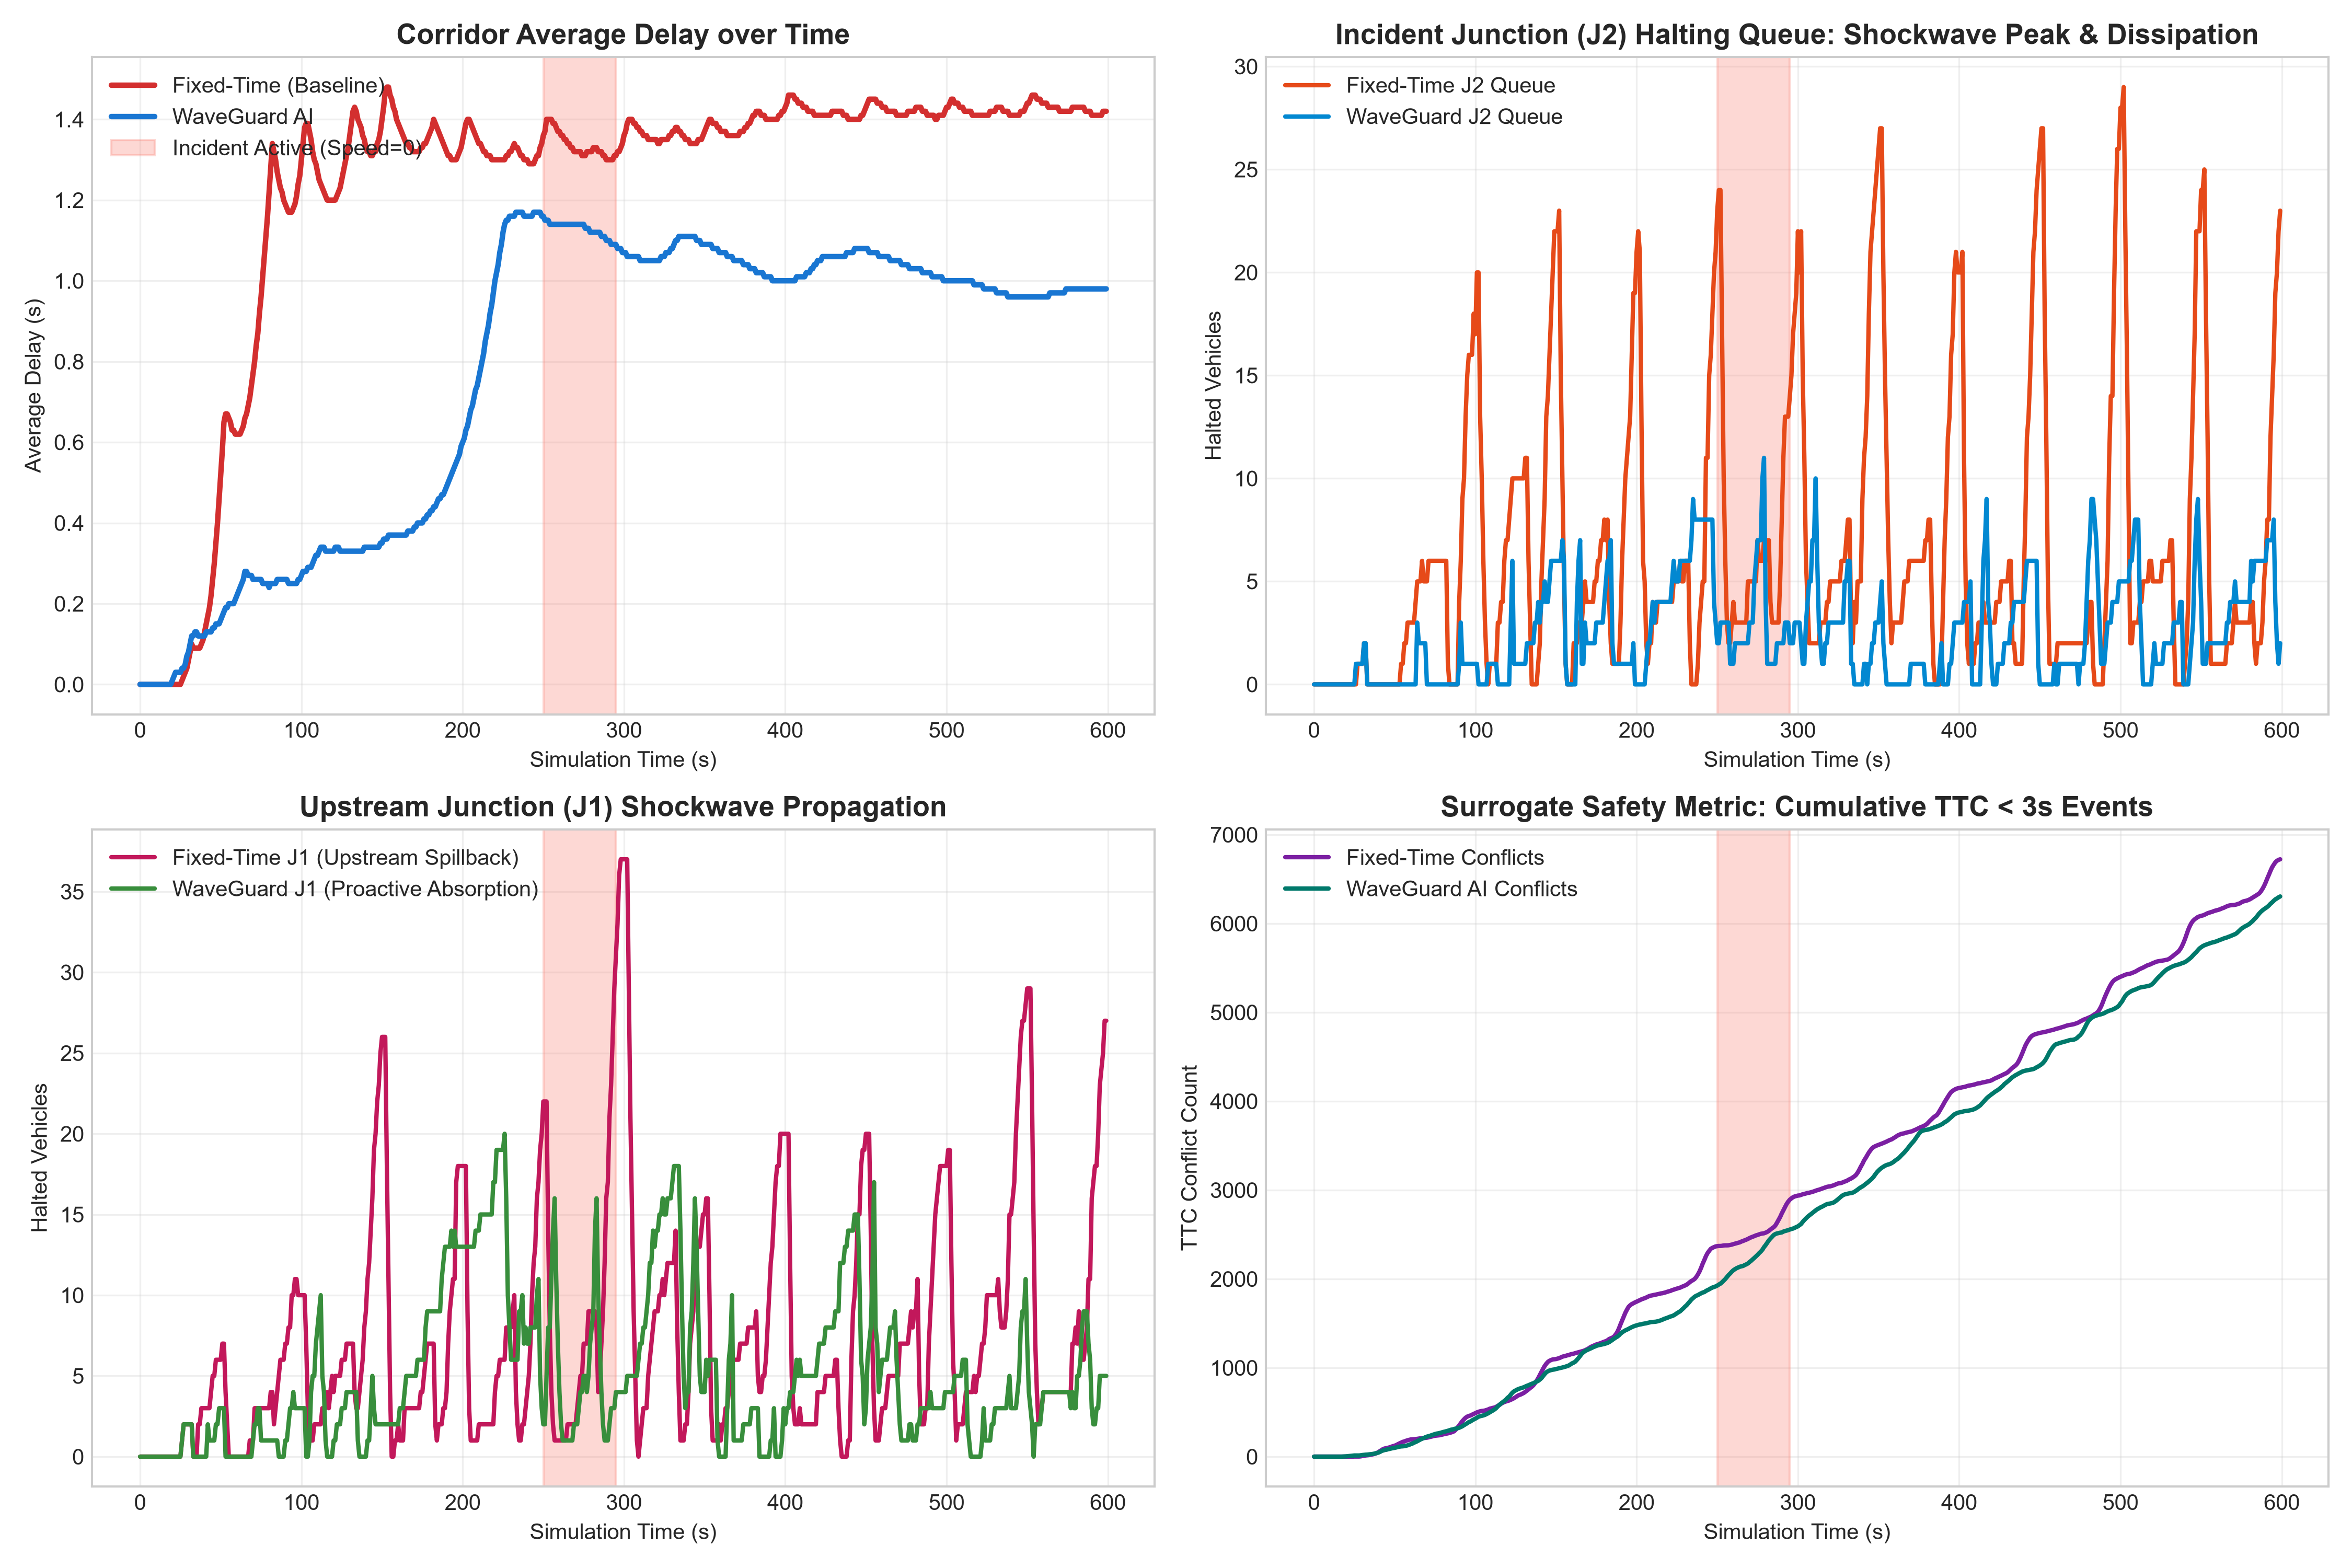 Corridor Average Delay over Time
Fixed-Time (Baseline)
WaveGuard AI
Incident Active (Speed=0)
Average Delay (s)
1.4
1.2
1.0
0.8
0.6
0.4
0.2
0.0
0 100 200 300 400 500 600
Simulation Time (s)
Incident Junction (J2) Halting Queue: Shockwave Peak & Dissipation
Fixed-Time J2 Queue
WaveGuard J2 Queue
Halted Vehicles
30
25
20
15
10
5
0
0 100 200 300 400 500 600
Simulation Time (s)
Upstream Junction (J1) Shockwave Propagation
Fixed-Time J1 (Upstream Spillback)
WaveGuard J1 (Proactive Absorption)
Halted Vehicles
35
30
25
20
15
10
5
0
0 100 200 300 400 500 600
Simulation Time (s)
Surrogate Safety Metric: Cumulative TTC < 3s Events
Fixed-Time Conflicts
WaveGuard AI Conflicts
TTC Conflict Count
7000
6000
5000
4000
3000
2000
1000
0
0 100 200 300 400 500 600
Simulation Time (s)